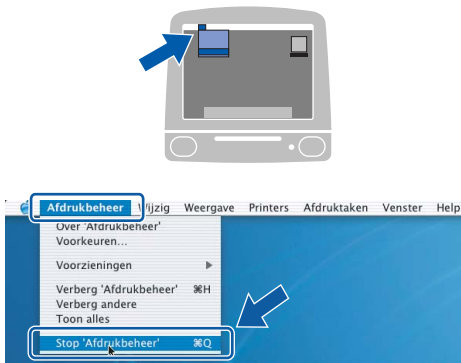 Afdrukbeheer Wijzig Weergave Printers Afdruktaken Venster Help
Over 'Afdrukbeheer'
Voorkeuren...
Voorzieningen ▶
Verberg 'Afdrukbeheer' ⌘H
Verberg andere
Toon alles
Stop 'Afdrukbeheer' ⌘Q